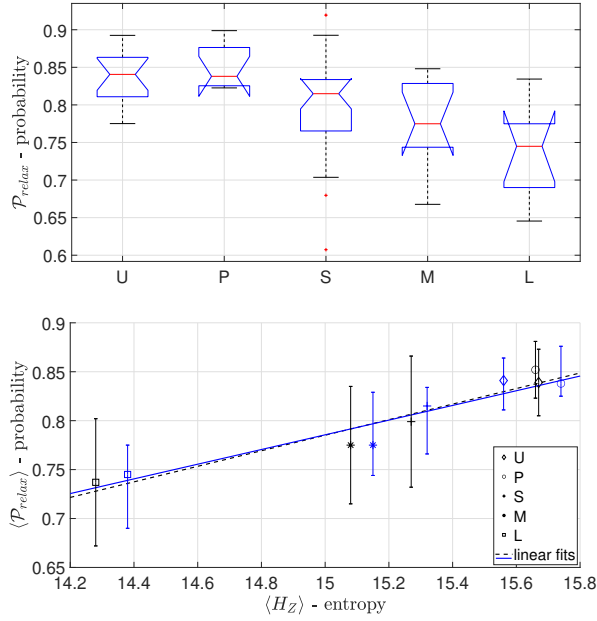 0.9
0.85
0.8
0.75
0.7
0.65
0.6
𝒫_relax - probability
U P S M L
0.9
0.85
0.8
0.75
0.7
0.65
⟨𝒫_relax⟩ - probability
U
P
S
M
L
linear fits
14.2 14.4 14.6 14.8 15 15.2 15.4 15.6 15.8
⟨H_Z⟩ - entropy